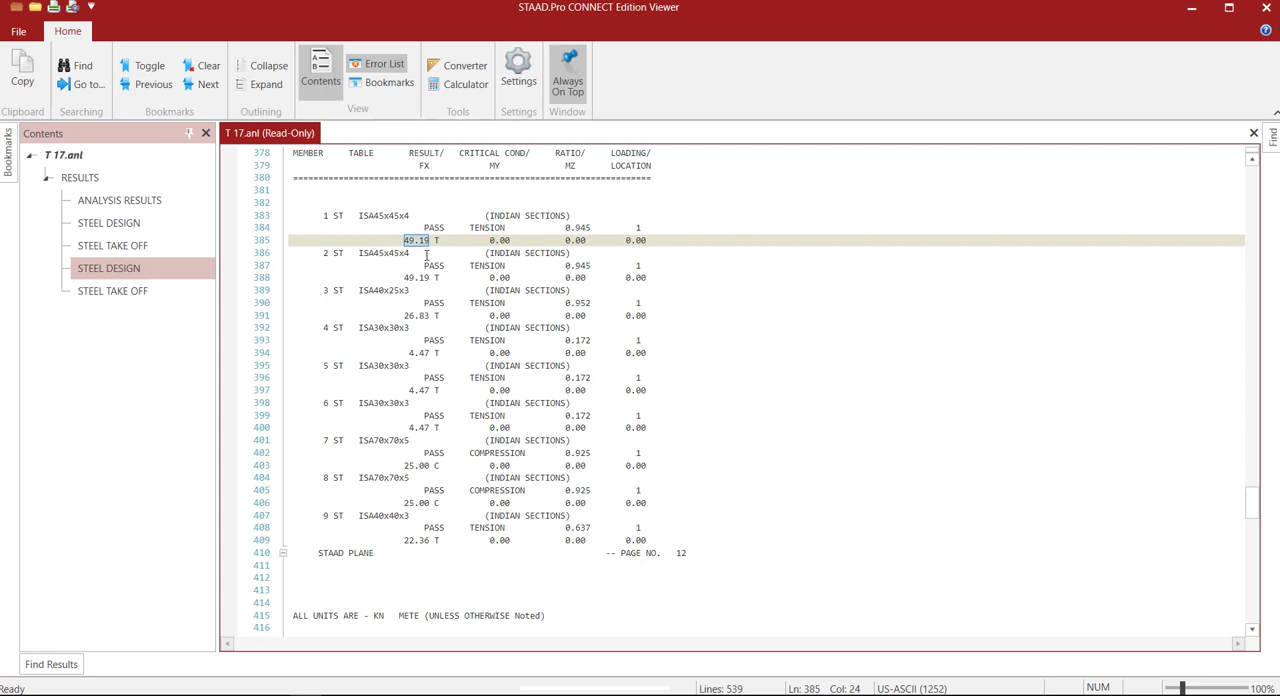 STAAD.Pro CONNECT Edition Viewer
File Home
Copy
Find
Go to...
Toggle
Previous
Clear
Next
Collapse
Expand
Contents
Error List
Bookmarks
Converter
Calculator
Settings
Always On Top
Clipboard Searching Bookmarks Outlining View Tools Settings Window
Bookmarks
Contents
T 17.anl
RESULTS
ANALYSIS RESULTS
STEEL DESIGN
STEEL TAKE OFF
STEEL DESIGN
STEEL TAKE OFF
T 17.anl (Read-Only)
Find
378 MEMBER TABLE RESULT/ CRITICAL COND/ RATIO/ LOADING/
379 FX MY MZ LOCATION
380 =======================================================================
381
382
383 1 ST ISA45x45x4 (INDIAN SECTIONS)
384 PASS TENSION 0.945 1
385 49.19 T 0.00 0.00 0.00
386 2 ST ISA45x45x4 (INDIAN SECTIONS)
387 PASS TENSION 0.945 1
388 49.19 T 0.00 0.00 0.00
389 3 ST ISA40x25x3 (INDIAN SECTIONS)
390 PASS TENSION 0.952 1
391 26.83 T 0.00 0.00 0.00
392 4 ST ISA30x30x3 (INDIAN SECTIONS)
393 PASS TENSION 0.172 1
394 4.47 T 0.00 0.00 0.00
395 5 ST ISA30x30x3 (INDIAN SECTIONS)
396 PASS TENSION 0.172 1
397 4.47 T 0.00 0.00 0.00
398 6 ST ISA30x30x3 (INDIAN SECTIONS)
399 PASS TENSION 0.172 1
400 4.47 T 0.00 0.00 0.00
401 7 ST ISA70x70x5 (INDIAN SECTIONS)
402 PASS COMPRESSION 0.925 1
403 25.00 C 0.00 0.00 0.00
404 8 ST ISA70x70x5 (INDIAN SECTIONS)
405 PASS COMPRESSION 0.925 1
406 25.00 C 0.00 0.00 0.00
407 9 ST ISA40x40x3 (INDIAN SECTIONS)
408 PASS TENSION 0.637 1
409 22.36 T 0.00 0.00 0.00
410 STAAD PLANE -- PAGE NO. 12
411
412
413
414
415 ALL UNITS ARE - KN METE (UNLESS OTHERWISE Noted)
416
Find Results
Ready Lines: 539 Ln: 385 Col: 24 US-ASCII (1252) NUM 100%